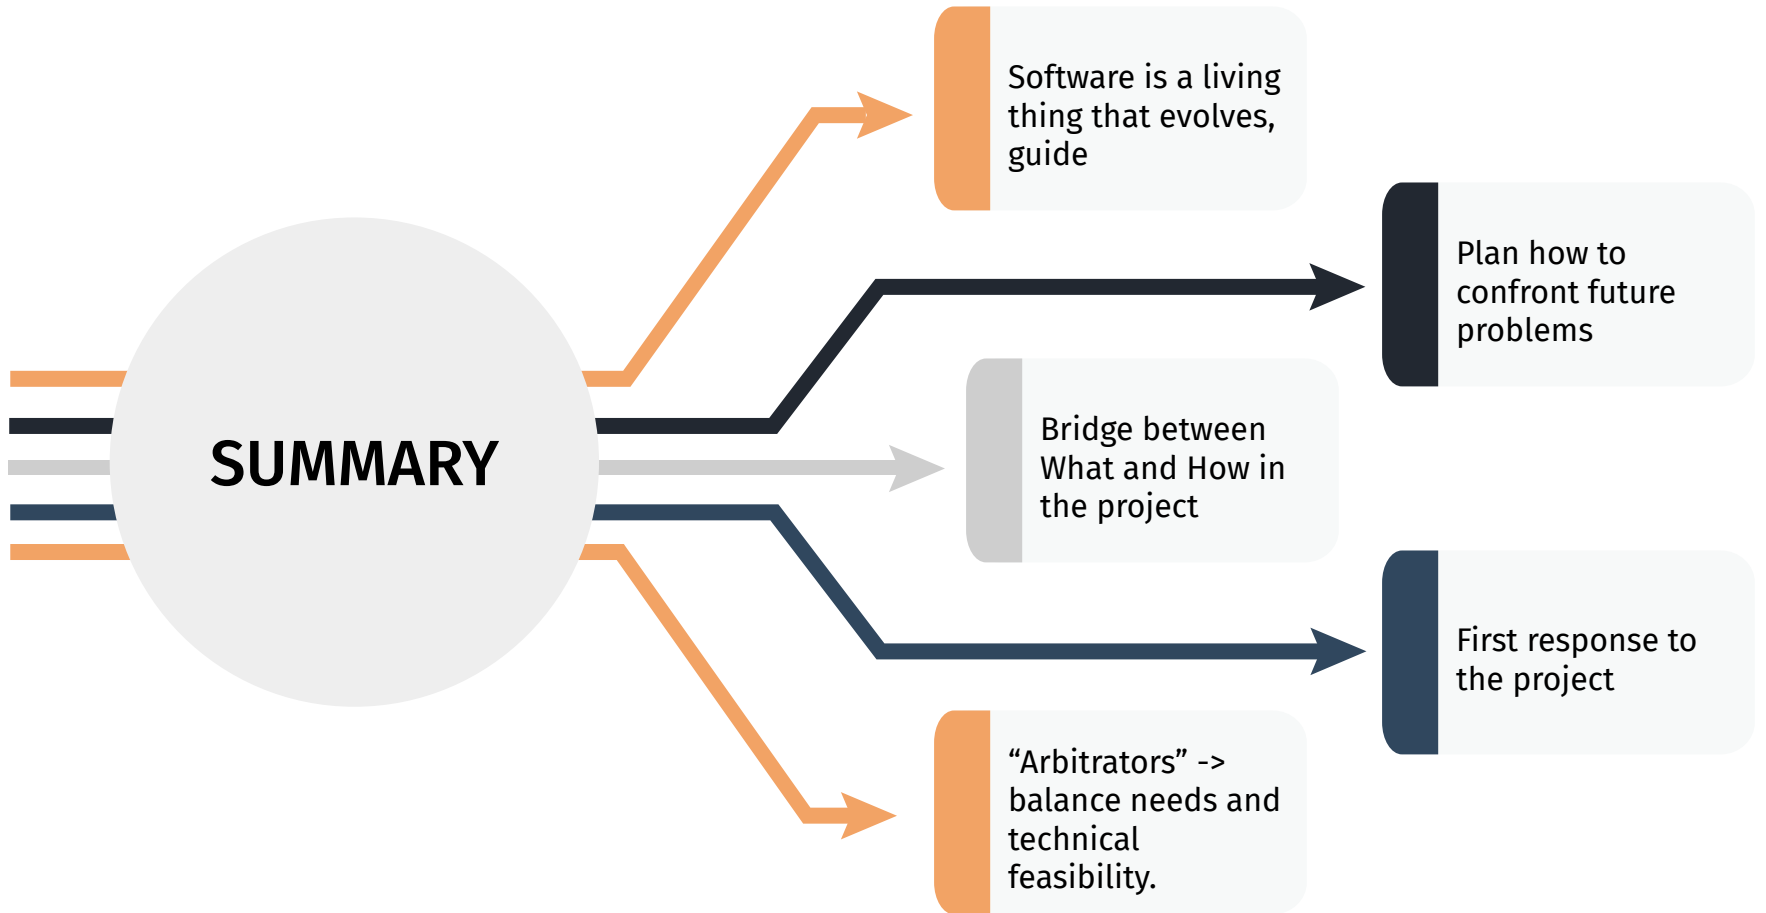 SUMMARY
Software is a living
thing that evolves,
guide
Plan how to
confront future
problems
Bridge between
What and How in
the project
First response to
the project
“Arbitrators” ->
balance needs and
technical
feasibility.